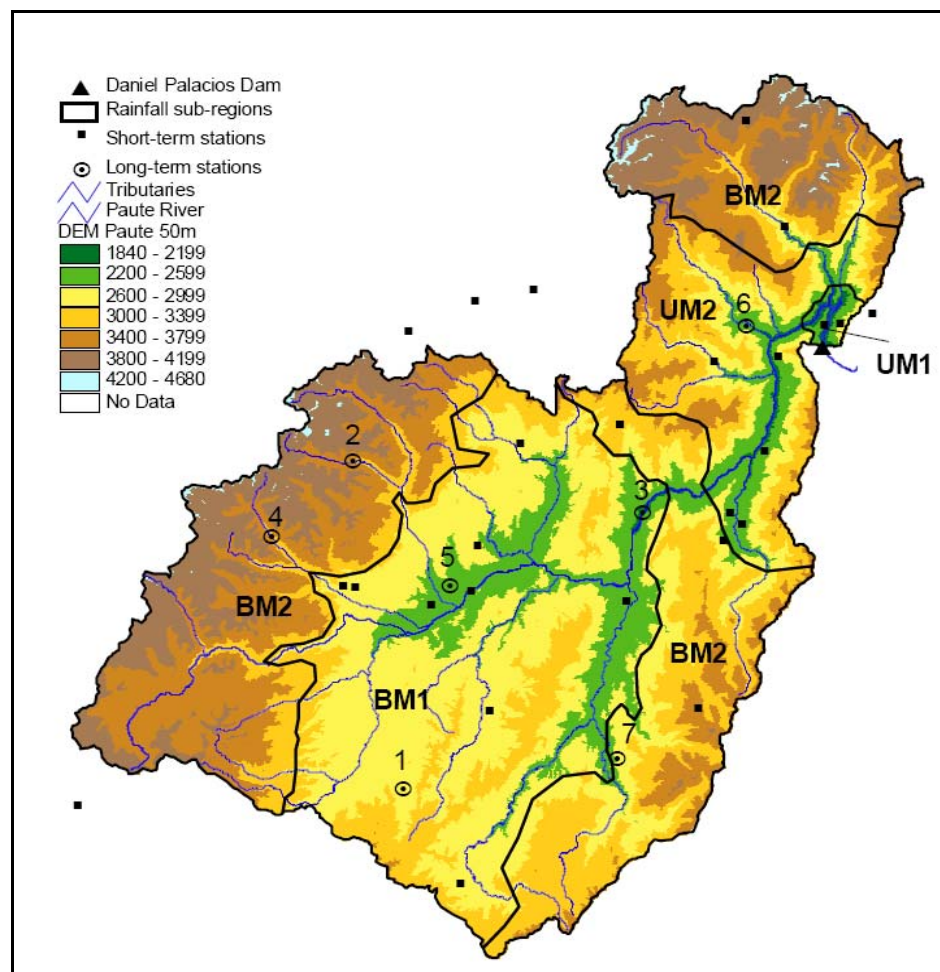 Daniel Palacios Dam
Rainfall sub-regions
Short-term stations
Long-term stations
Tributaries
Paute River
DEM Paute 50m
1840 - 2199
2200 - 2599
2600 - 2999
3000 - 3399
3400 - 3799
3800 - 4199
4200 - 4680
No Data
BM2
UM2
6
UM1
2
3
4
5
BM2
BM2
BM1
7
1